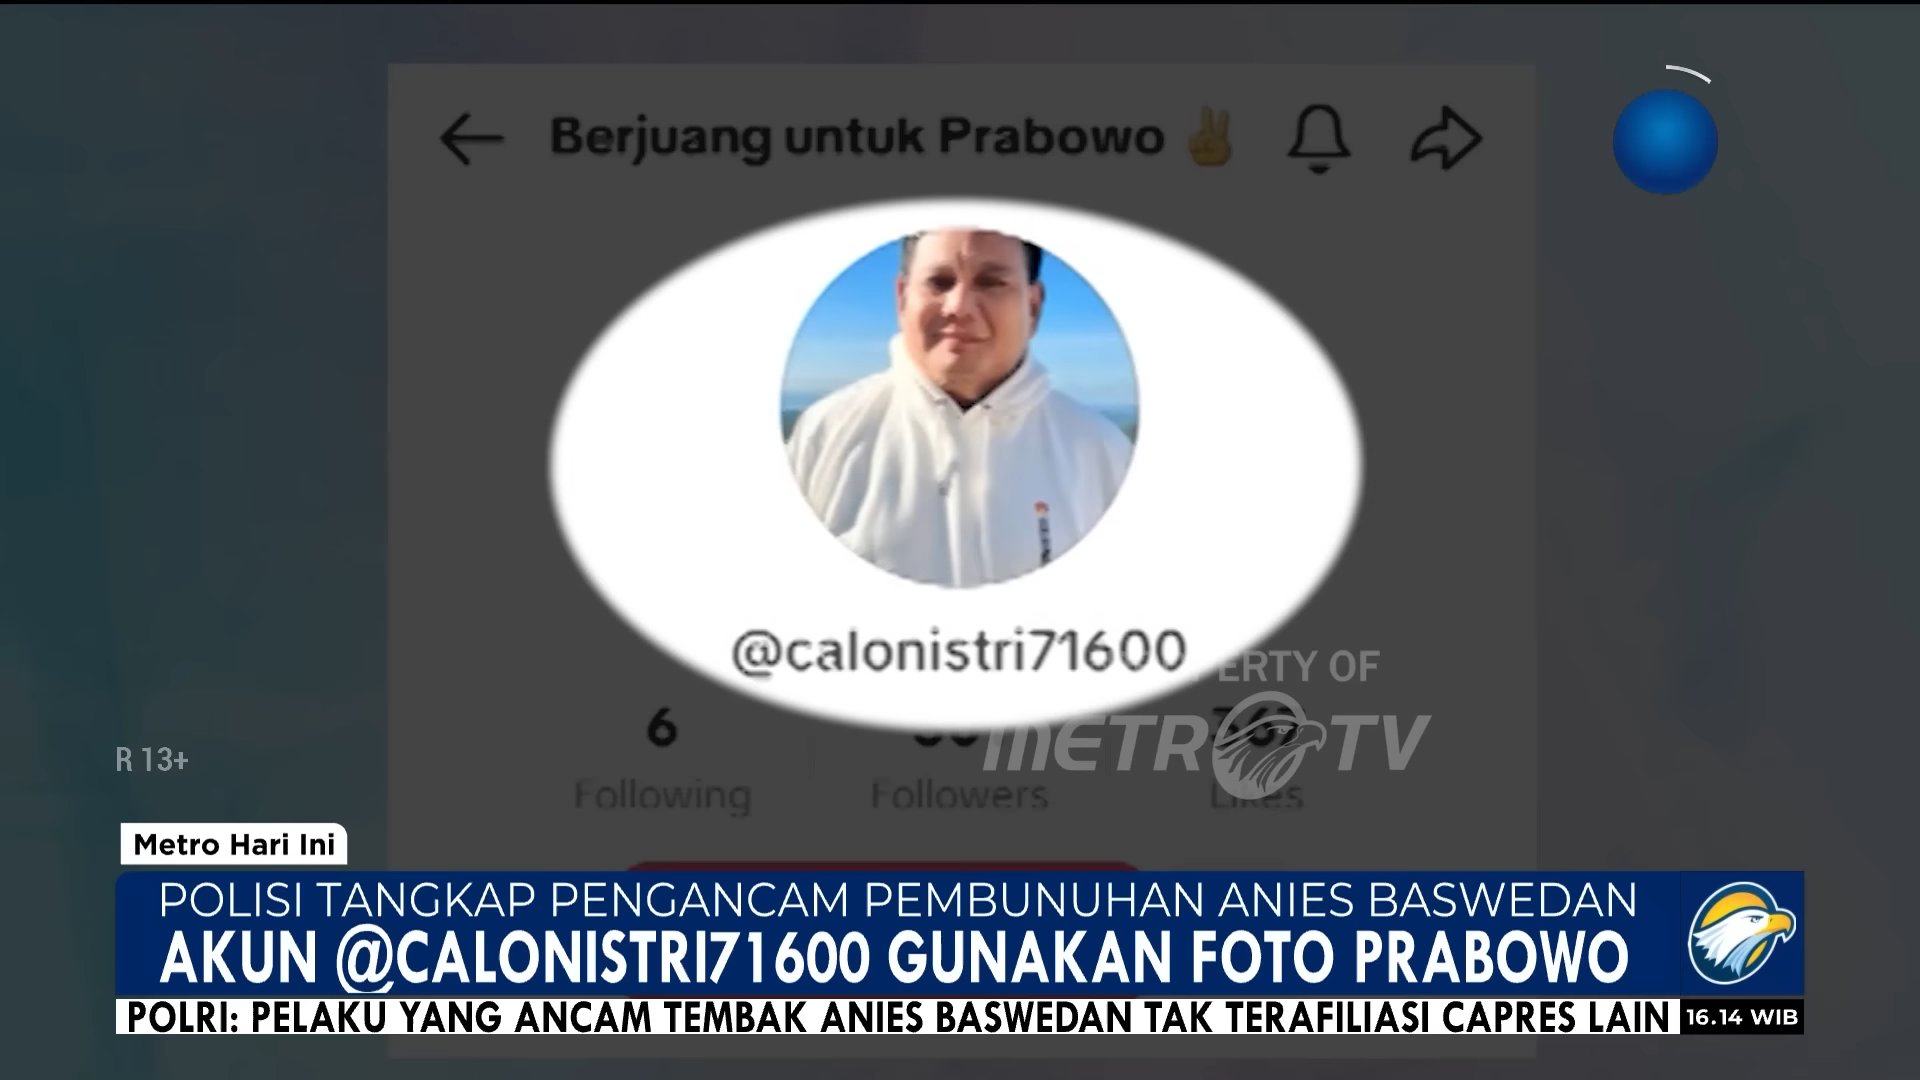 Berjuang untuk Prabowo ✌
@calonistri71600
6
367
Following
Followers
Likes
ERTY OF
METRO TV
R 13+
Metro Hari Ini
POLISI TANGKAP PENGANCAM PEMBUNUHAN ANIES BASWEDAN
AKUN @CALONISTRI71600 GUNAKAN FOTO PRABOWO
POLRI: PELAKU YANG ANCAM TEMBAK ANIES BASWEDAN TAK TERAFILIASI CAPRES LAIN
16.14 WIB